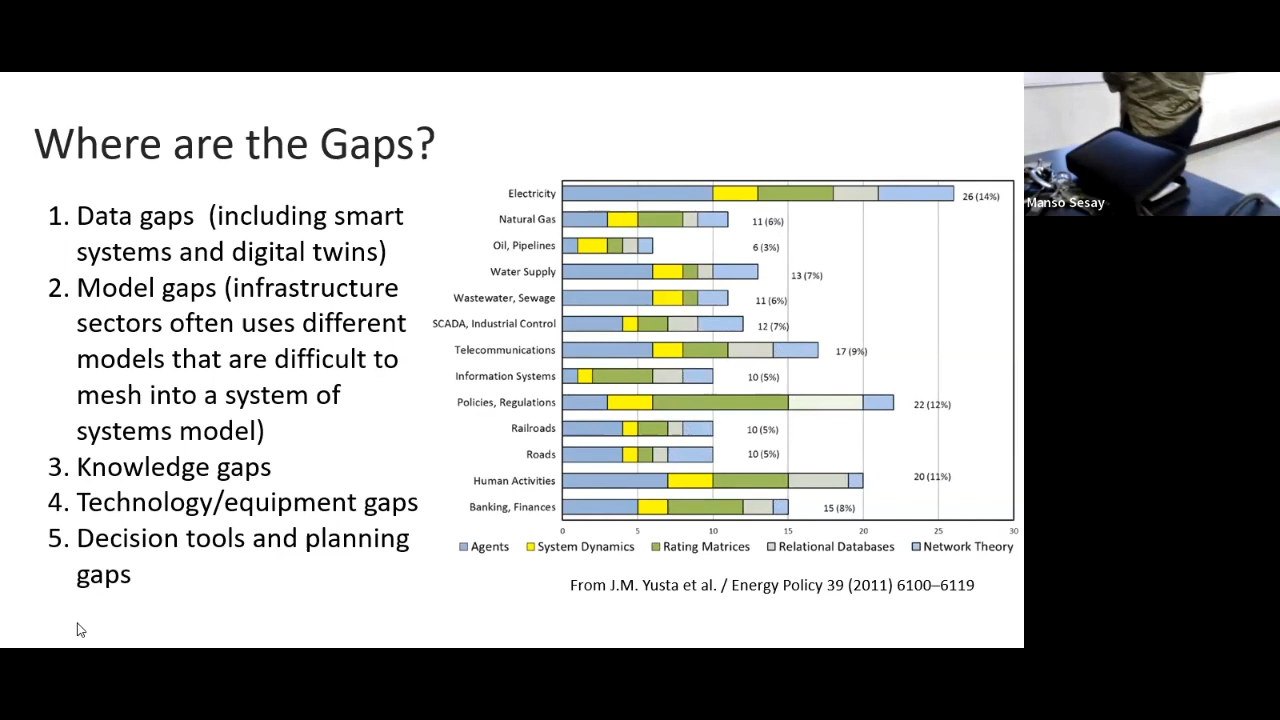 Where are the Gaps?
1. Data gaps (including smart
systems and digital twins)
2. Model gaps (infrastructure
sectors often uses different
models that are difficult to
mesh into a system of
systems model)
3. Knowledge gaps
4. Technology/equipment gaps
5. Decision tools and planning
gaps
Electricity 26 (14%)
Natural Gas 11 (6%)
Oil, Pipelines 6 (3%)
Water Supply 13 (7%)
Wastewater, Sewage 11 (6%)
SCADA, Industrial Control 12 (7%)
Telecommunications 17 (9%)
Information Systems 10 (5%)
Policies, Regulations 22 (12%)
Railroads 10 (5%)
Roads 10 (5%)
Human Activities 20 (11%)
Banking, Finances 15 (8%)
0 5 10 15 20 25 30
Agents System Dynamics Rating Matrices Relational Databases Network Theory
From J.M. Yusta et al. / Energy Policy 39 (2011) 6100–6119
Manso Sesay